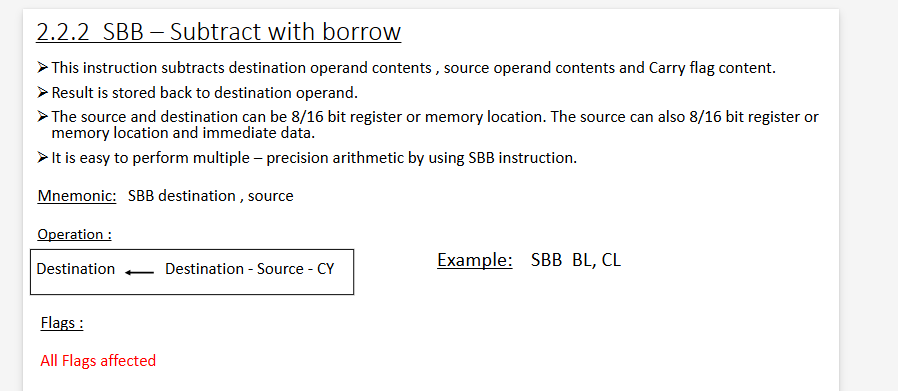 2.2.2 SBB – Subtract with borrow
➢ This instruction subtracts destination operand contents , source operand contents and Carry flag content.
➢ Result is stored back to destination operand.
➢ The source and destination can be 8/16 bit register or memory location. The source can also 8/16 bit register or
memory location and immediate data.
➢ It is easy to perform multiple – precision arithmetic by using SBB instruction.
Mnemonic: SBB destination , source
Operation :
Destination ← Destination - Source - CY
Example: SBB BL, CL
Flags :
All Flags affected